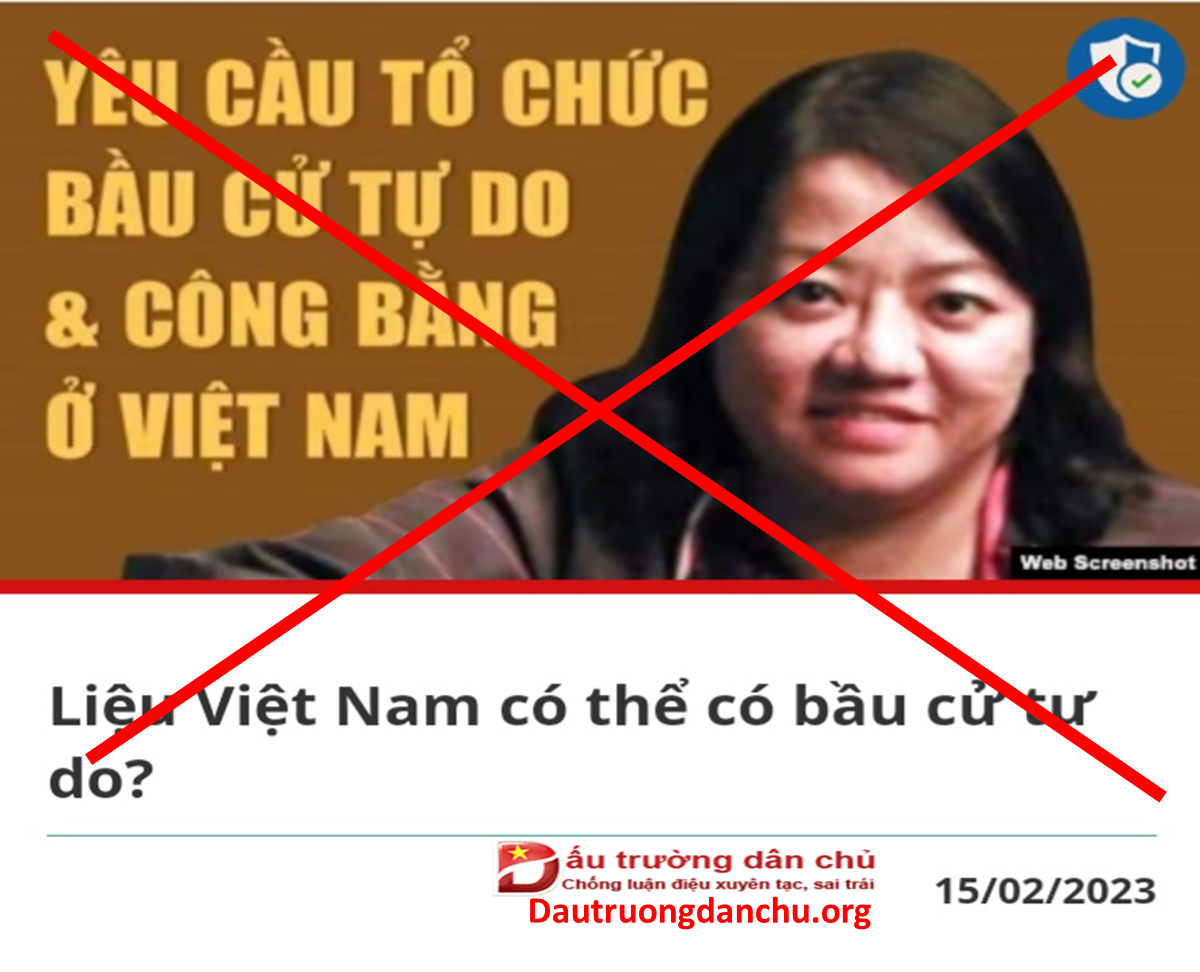 YÊU CẦU TỔ CHỨC
BẦU CỬ TỰ DO
& CÔNG BẰNG
Ở VIỆT NAM
Web Screenshot
Liệu Việt Nam có thể có bầu cử tự
do?
Dấu trường dân chủ
Chống luận điệu xuyên tạc, sai trái
Dautruongdanchu.org
15/02/2023